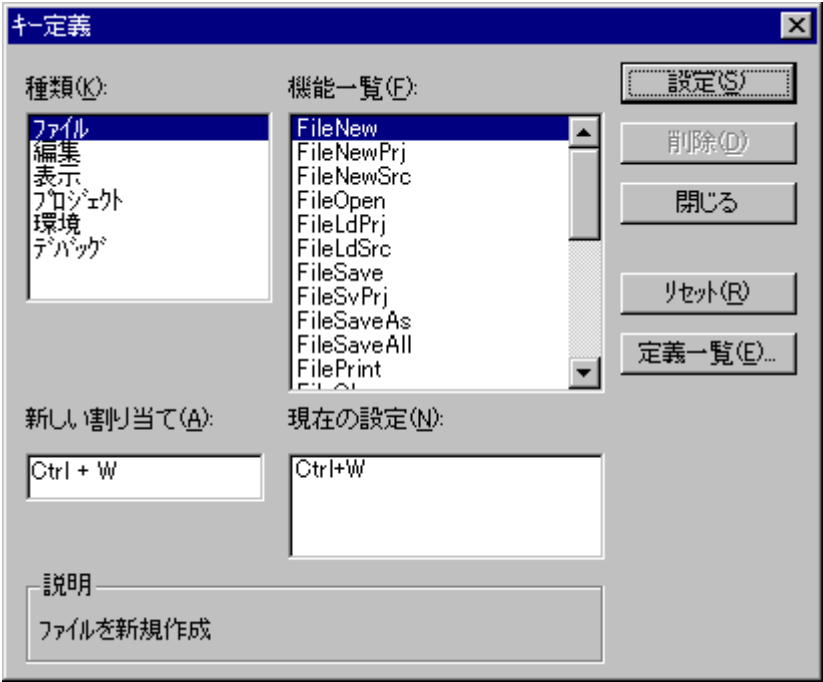 キー定義
種類(K):
ファイル
編集
表示
プロジェクト
環境
デバッグ
機能一覧(F):
FileNew
FileNewPrj
FileNewSrc
FileOpen
FileLdPrj
FileLdSrc
FileSave
FileSvPrj
FileSaveAs
FileSaveAll
FilePrint
設定(S)
削除(D)
閉じる
リセット(R)
定義一覧(E)...
新しい割り当て(A):
Ctrl + W
現在の設定(N):
Ctrl+W
説明
ファイルを新規作成